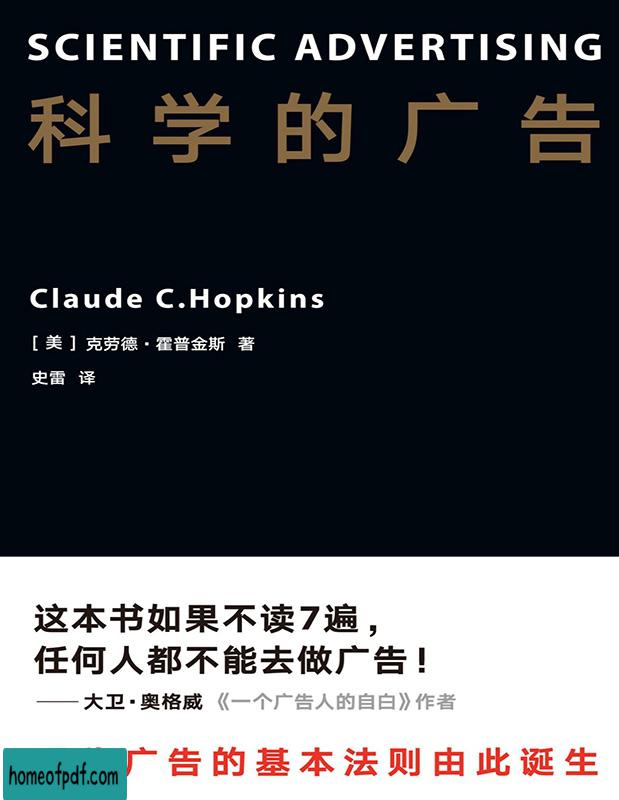 SCIENTIFIC ADVERTISING
科学的广告
Claude C.Hopkins
[美] 克劳德·霍普金斯 著
史雷 译
这本书如果不读7遍，
任何人都不能去做广告！
——大卫·奥格威《一个广告人的自白》作者
广告的基本法则由此诞生
homeofpdf.com